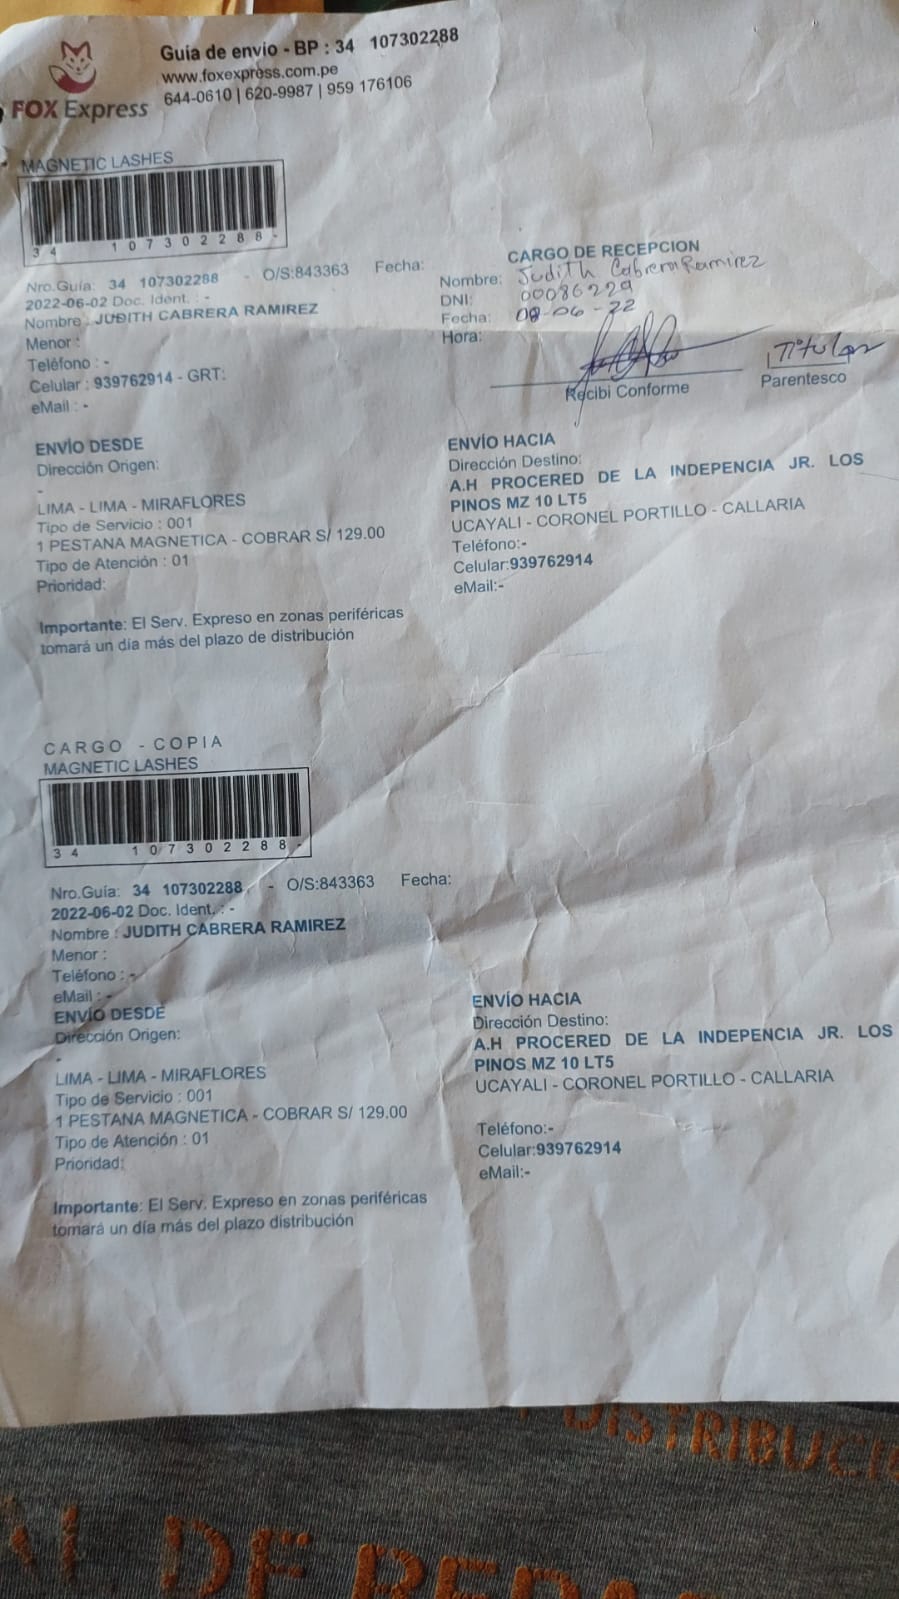 Guia de envio - BP : 34 107302288
www.foxexpress.com.pe
644-0610 | 620-9987 | 959 176106
FOX Express
MAGNETIC LASHES
34 107302288-
Nro.Guía: 34 107302288 - O/S:843363 Fecha:
2022-06-02 Doc. Ident. : -
Nombre : JUDITH CABRERA RAMIREZ
Menor :
Teléfono : -
Celular : 939762914 - GRT:
eMail : -
CARGO DE RECEPCION
Nombre: Judith Cabrera Ramirez
DNI: 00086229
Fecha: 08-06-22
Hora:
Titular
Recibi Conforme
Parentesco
ENVÍO DESDE
Dirección Origen:
-
LIMA - LIMA - MIRAFLORES
Tipo de Servicio : 001
1 PESTANA MAGNETICA - COBRAR S/ 129.00
Tipo de Atención : 01
Prioridad:
ENVÍO HACIA
Dirección Destino:
A.H PROCERED DE LA INDEPENCIA JR. LOS
PINOS MZ 10 LT5
UCAYALI - CORONEL PORTILLO - CALLARIA
Teléfono:-
Celular:939762914
eMail:-
Importante: El Serv. Expreso en zonas periféricas
tomará un día más del plazo de distribución
CARGO - COPIA
MAGNETIC LASHES
34 107302288-
Nro.Guía: 34 107302288 - O/S:843363 Fecha:
2022-06-02 Doc. Ident. : -
Nombre : JUDITH CABRERA RAMIREZ
Menor :
Teléfono : -
eMail : -
ENVÍO DESDE
Dirección Origen:
-
LIMA - LIMA - MIRAFLORES
Tipo de Servicio : 001
1 PESTANA MAGNETICA - COBRAR S/ 129.00
Tipo de Atención : 01
Prioridad:
ENVÍO HACIA
Dirección Destino:
A.H PROCERED DE LA INDEPENCIA JR. LOS
PINOS MZ 10 LT5
UCAYALI - CORONEL PORTILLO - CALLARIA
Teléfono:-
Celular:939762914
eMail:-
Importante: El Serv. Expreso en zonas periféricas
tomará un día más del plazo distribución
DISTRIBUCI
AL DE REPA